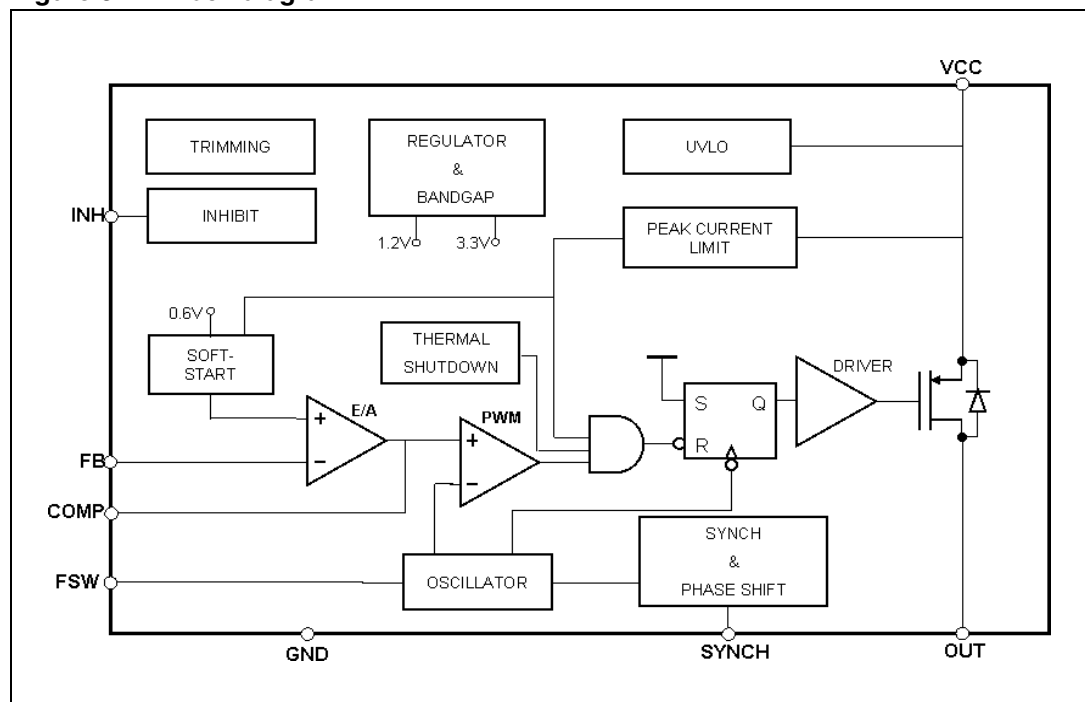 VCC
TRIMMING
REGULATOR
&
BANDGAP
UVLO
INH
INHIBIT
1.2V
3.3V
PEAK CURRENT
LIMIT
0.6V
SOFT-
START
THERMAL
SHUTDOWN
DRIVER
E/A
+
−
PWM
+
−
S
Q
R
FB
COMP
FSW
OSCILLATOR
SYNCH
&
PHASE SHIFT
GND
SYNCH
OUT